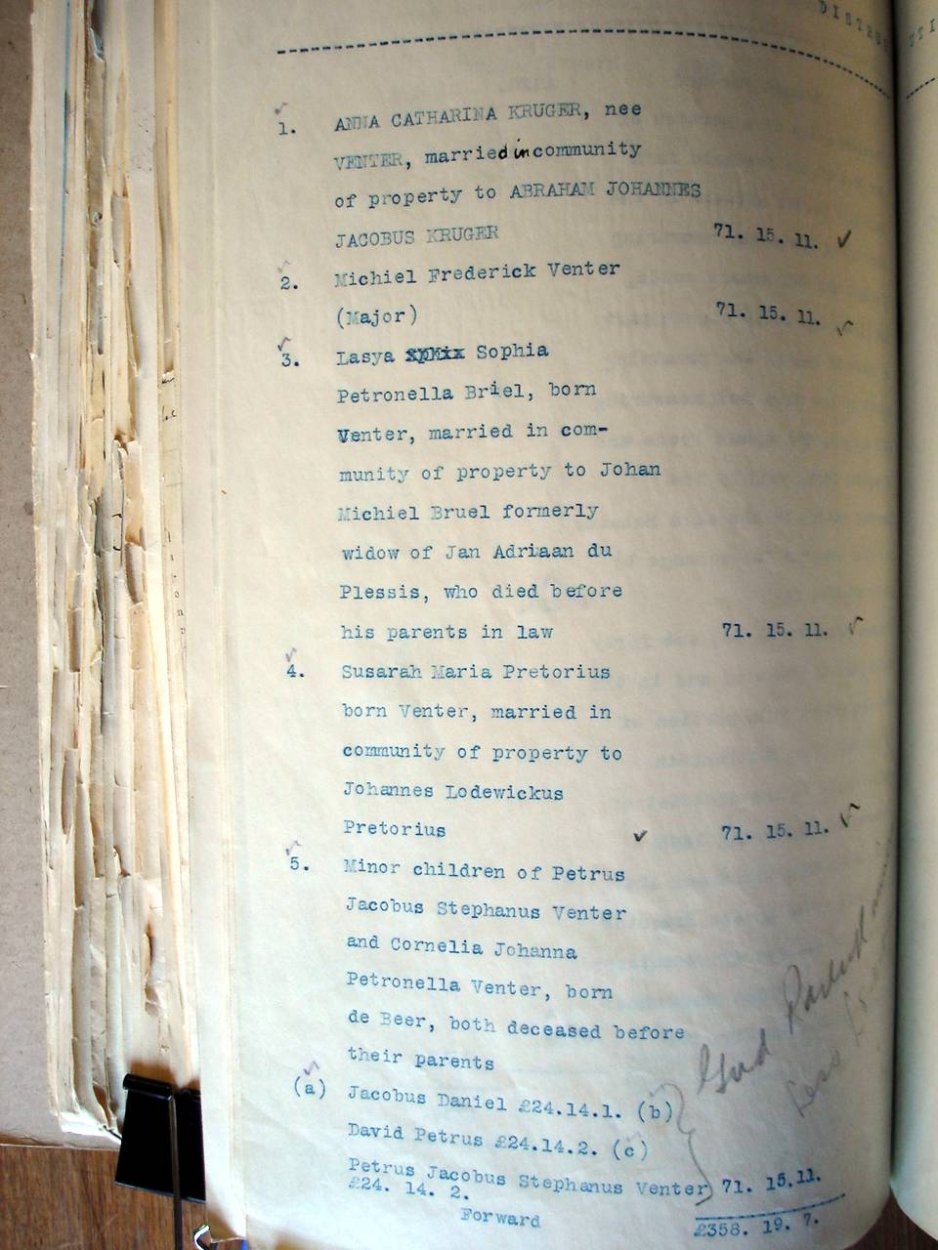 1. ANNA CATHARINA KRUGER, nee
VENTER, married in community
of property to ABRAHAM JOHANNES
JACOBUS KRUGER 71. 15. 11. ✓
2. Michiel Frederick Venter
(Major) 71. 15. 11. ✓
3. Lasya Sophia
Petronella Briel, born
Venter, married in com-
munity of property to Johan
Michiel Bruel formerly
widow of Jan Adriaan du
Plessis, who died before
his parents in law 71. 15. 11. ✓
4. Susarah Maria Pretorius
born Venter, married in
community of property to
Johannes Lodewickus
Pretorius ✓ 71. 15. 11. ✓
5. Minor children of Petrus
Jacobus Stephanus Venter
and Cornelia Johanna
Petronella Venter, born
de Beer, both deceased before
their parents
(a) Jacobus Daniel £24.14.1. (b)
David Petrus £24.14.2. (c)
Petrus Jacobus Stephanus Venter 71. 15.11.
£24. 14. 2.
Forward £358. 19. 7.